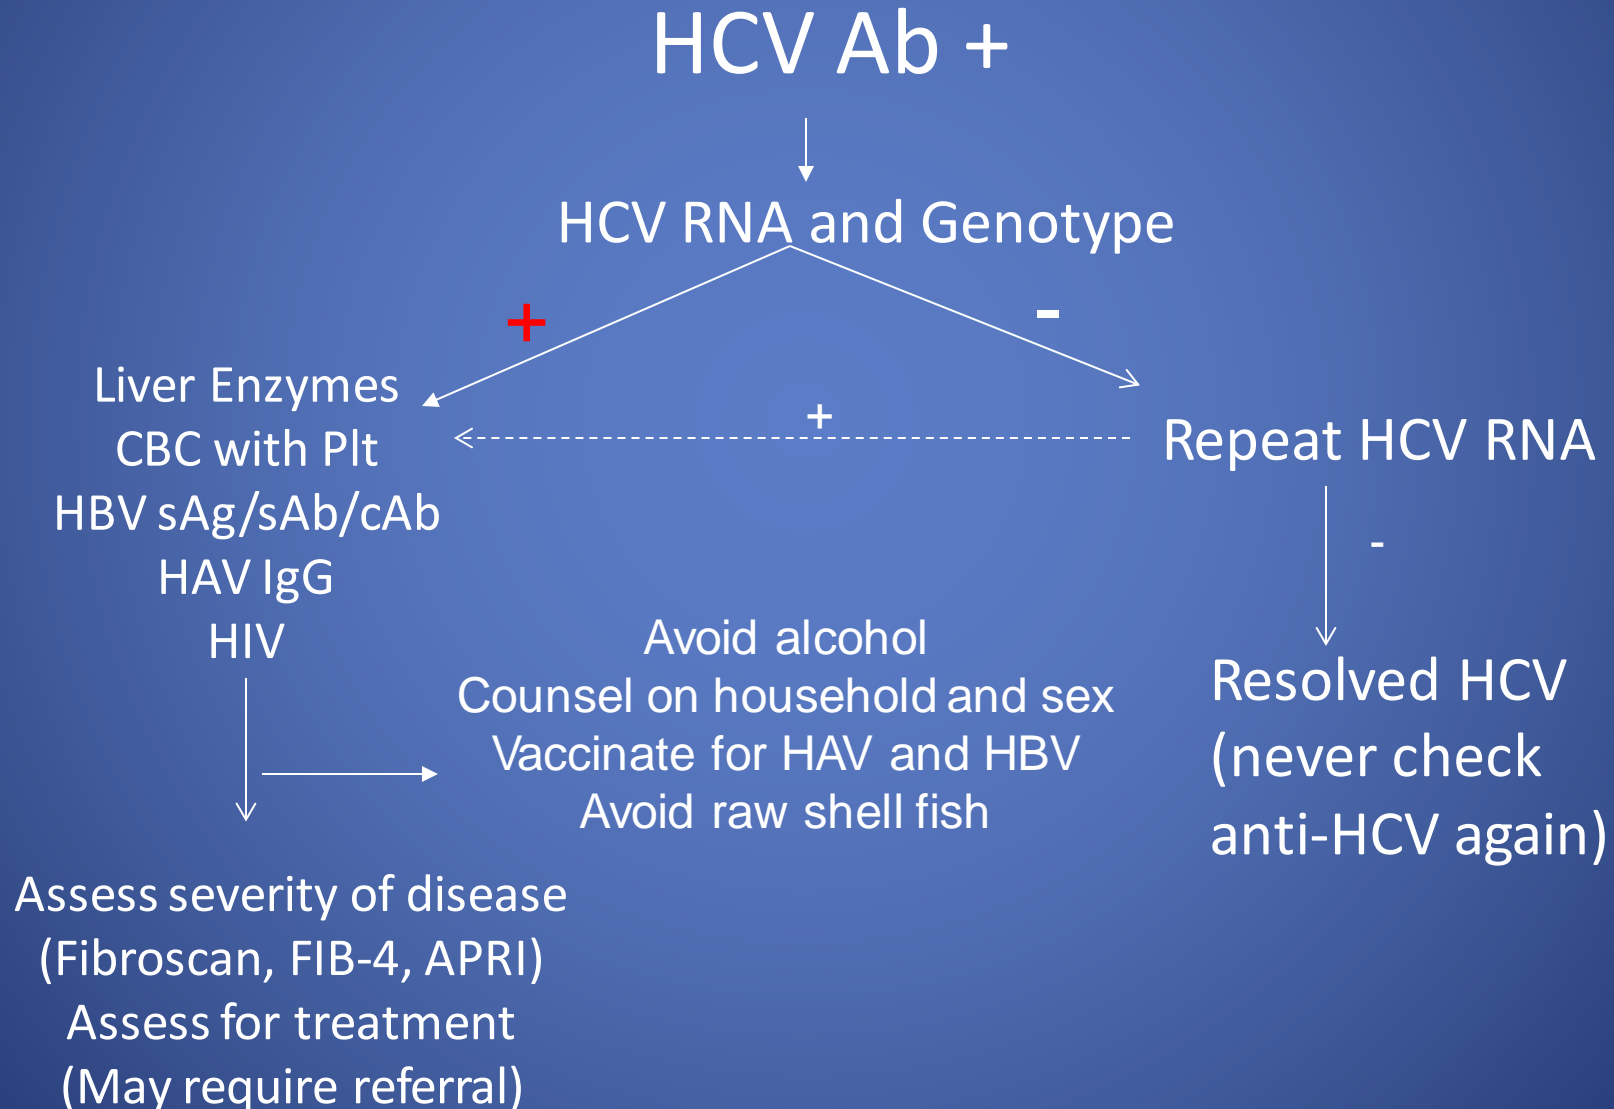 HCV Ab +
HCV RNA and Genotype
+
-
Liver Enzymes
CBC with Plt
HBV sAg/sAb/cAb
HAV IgG
HIV
+
Repeat HCV RNA
-
Avoid alcohol
Counsel on household and sex
Vaccinate for HAV and HBV
Avoid raw shell fish
Resolved HCV
(never check
anti-HCV again)
Assess severity of disease
(Fibroscan, FIB-4, APRI)
Assess for treatment
(May require referral)